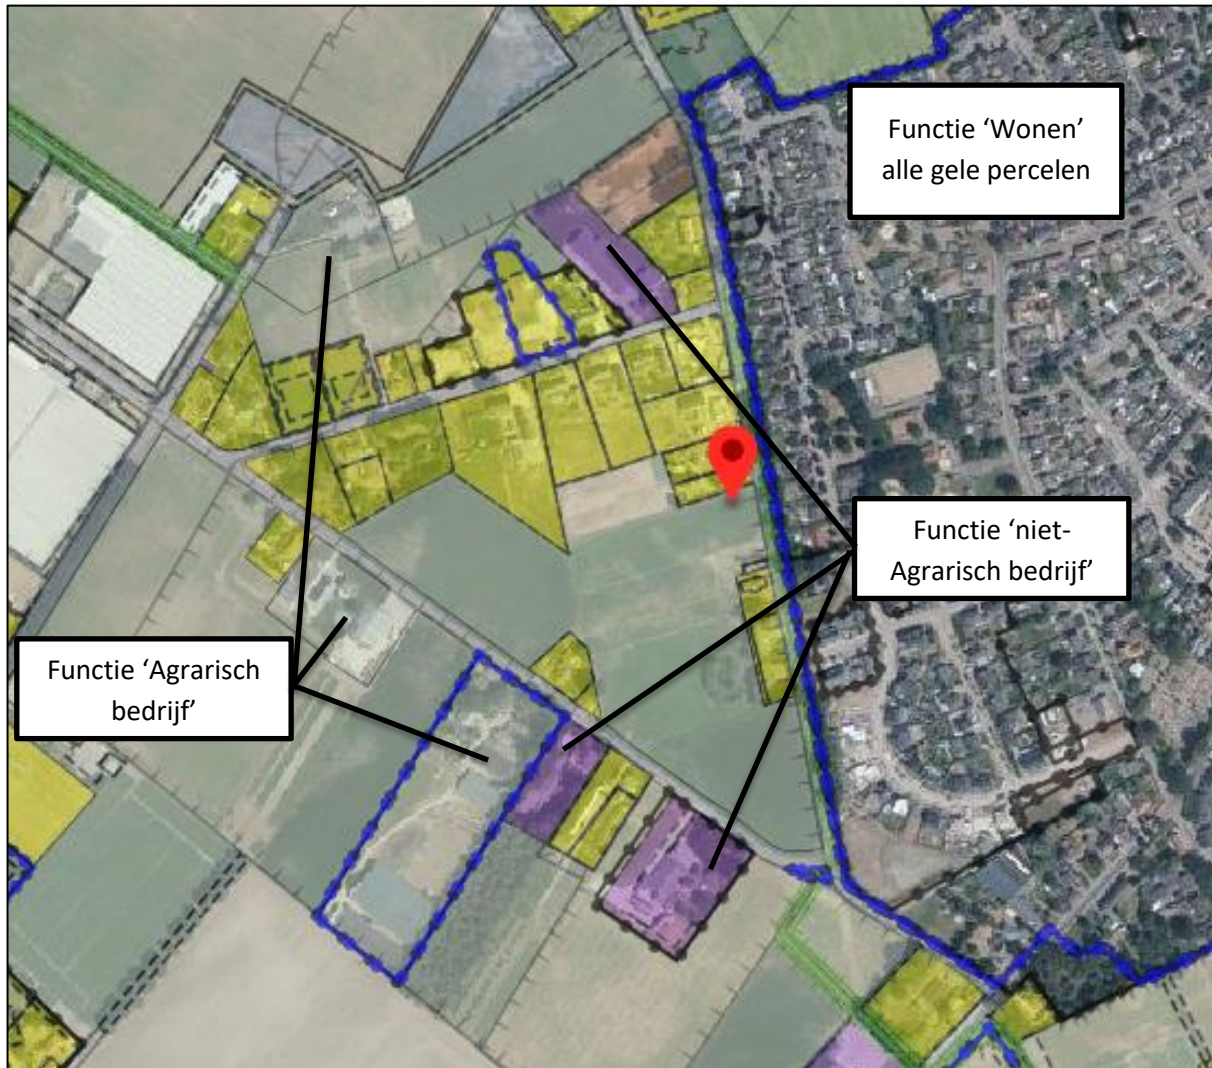 Functie ‘Wonen’
alle gele percelen
Functie ‘niet-
Agrarisch bedrijf’
Functie ‘Agrarisch
bedrijf’